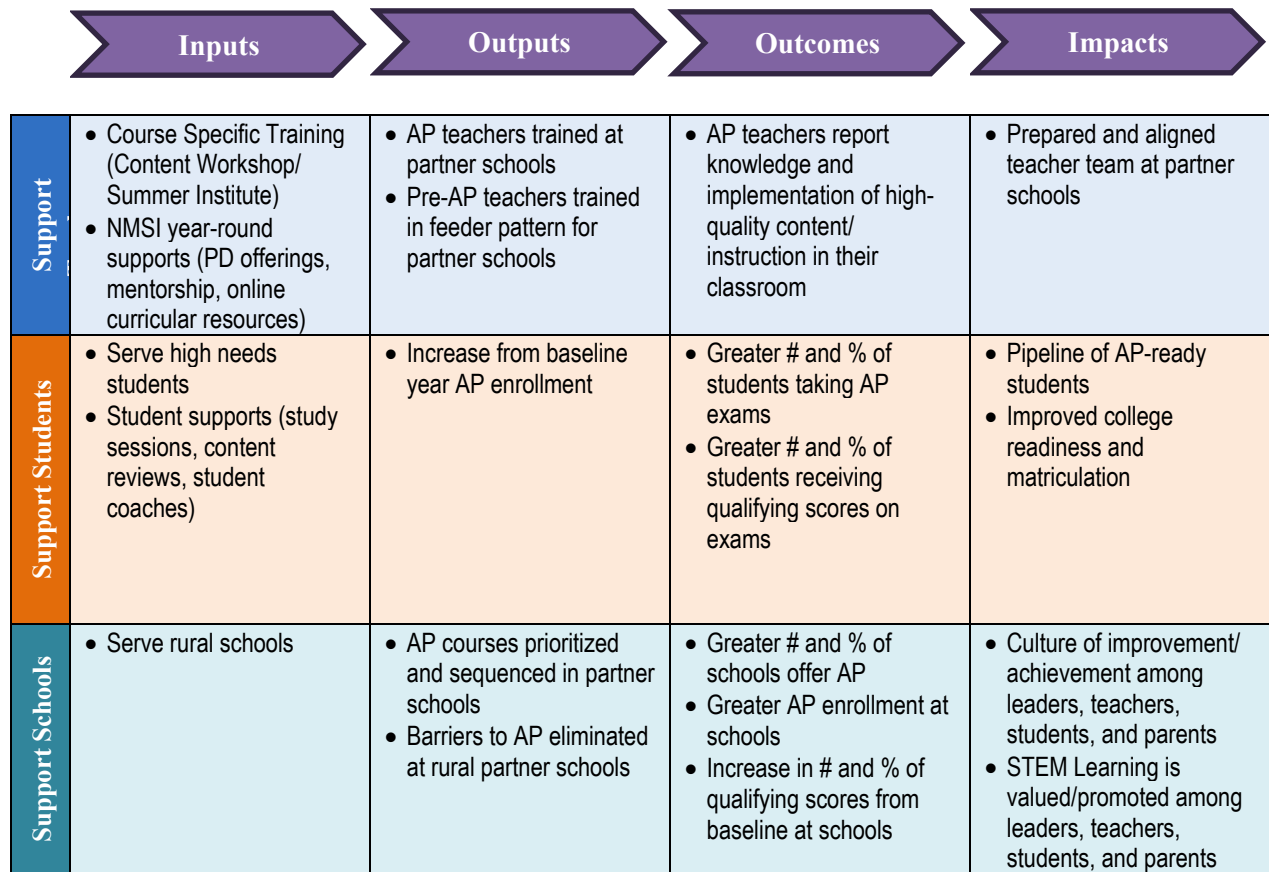 Inputs
Outputs
Outcomes
Impacts
Support
• Course Specific Training
(Content Workshop/
Summer Institute)
• NMSI year-round
supports (PD offerings,
mentorship, online
curricular resources)
• AP teachers trained at
partner schools
• Pre-AP teachers trained
in feeder pattern for
partner schools
• AP teachers report
knowledge and
implementation of high-
quality content/
instruction in their
classroom
• Prepared and aligned
teacher team at partner
schools
Support Students
• Serve high needs
students
• Student supports (study
sessions, content
reviews, student
coaches)
• Increase from baseline
year AP enrollment
• Greater # and % of
students taking AP
exams
• Greater # and % of
students receiving
qualifying scores on
exams
• Pipeline of AP-ready
students
• Improved college
readiness and
matriculation
Support Schools
• Serve rural schools
• AP courses prioritized
and sequenced in partner
schools
• Barriers to AP eliminated
at rural partner schools
• Greater # and % of
schools offer AP
• Greater AP enrollment at
schools
• Increase in # and % of
qualifying scores from
baseline at schools
• Culture of improvement/
achievement among
leaders, teachers,
students, and parents
• STEM Learning is
valued/promoted among
leaders, teachers,
students, and parents